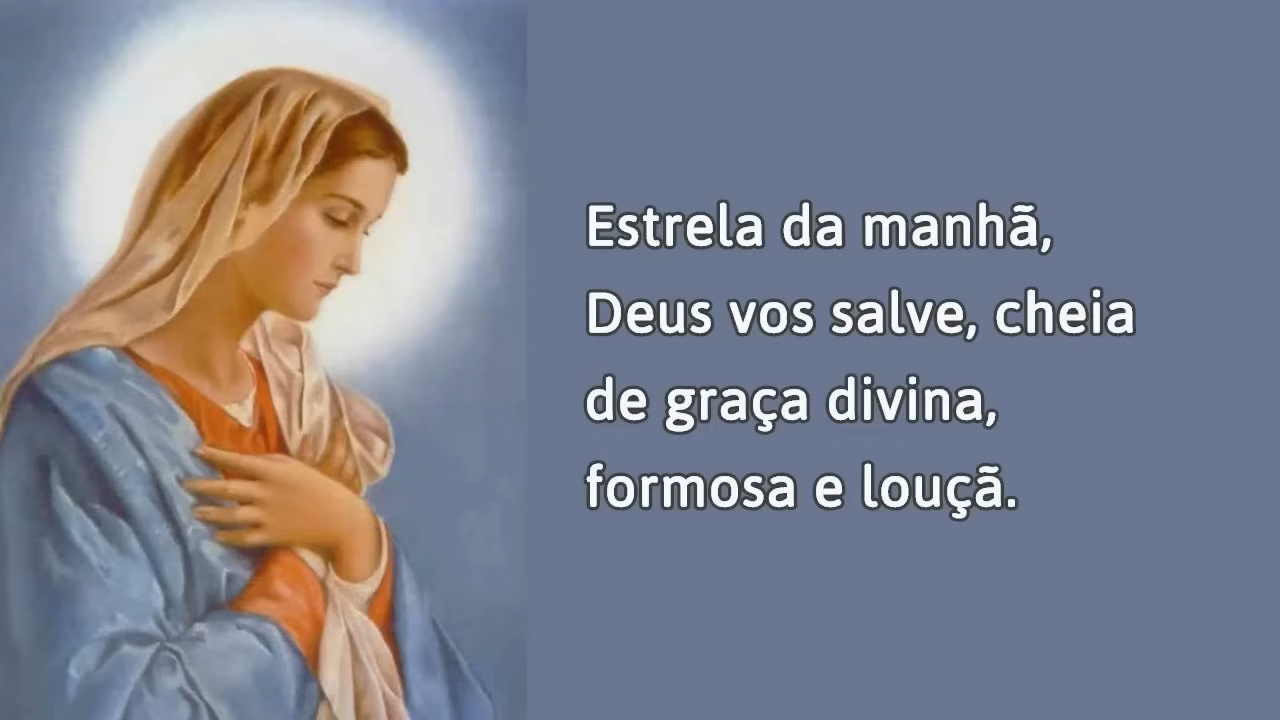 Estrela da manhã,
Deus vos salve, cheia
de graça divina,
formosa e louçã.